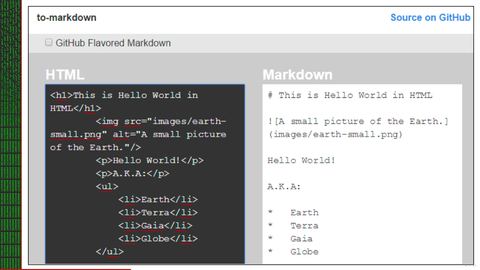 to-markdown
Source on GitHub
GitHub Flavored Markdown
HTML
<h1>This is Hello World in
HTML</h1>
<img src="images/earth-
small.png" alt="A small picture
of the Earth."/>
<p>Hello World!</p>
<p>A.K.A:</p>
<ul>
<li>Earth</li>
<li>Terra</li>
<li>Gaia</li>
<li>Globe</li>
</ul>
Markdown
# This is Hello World in HTML
![A small picture of the Earth.]
(images/earth-small.png)
Hello World!
A.K.A:
* Earth
* Terra
* Gaia
* Globe